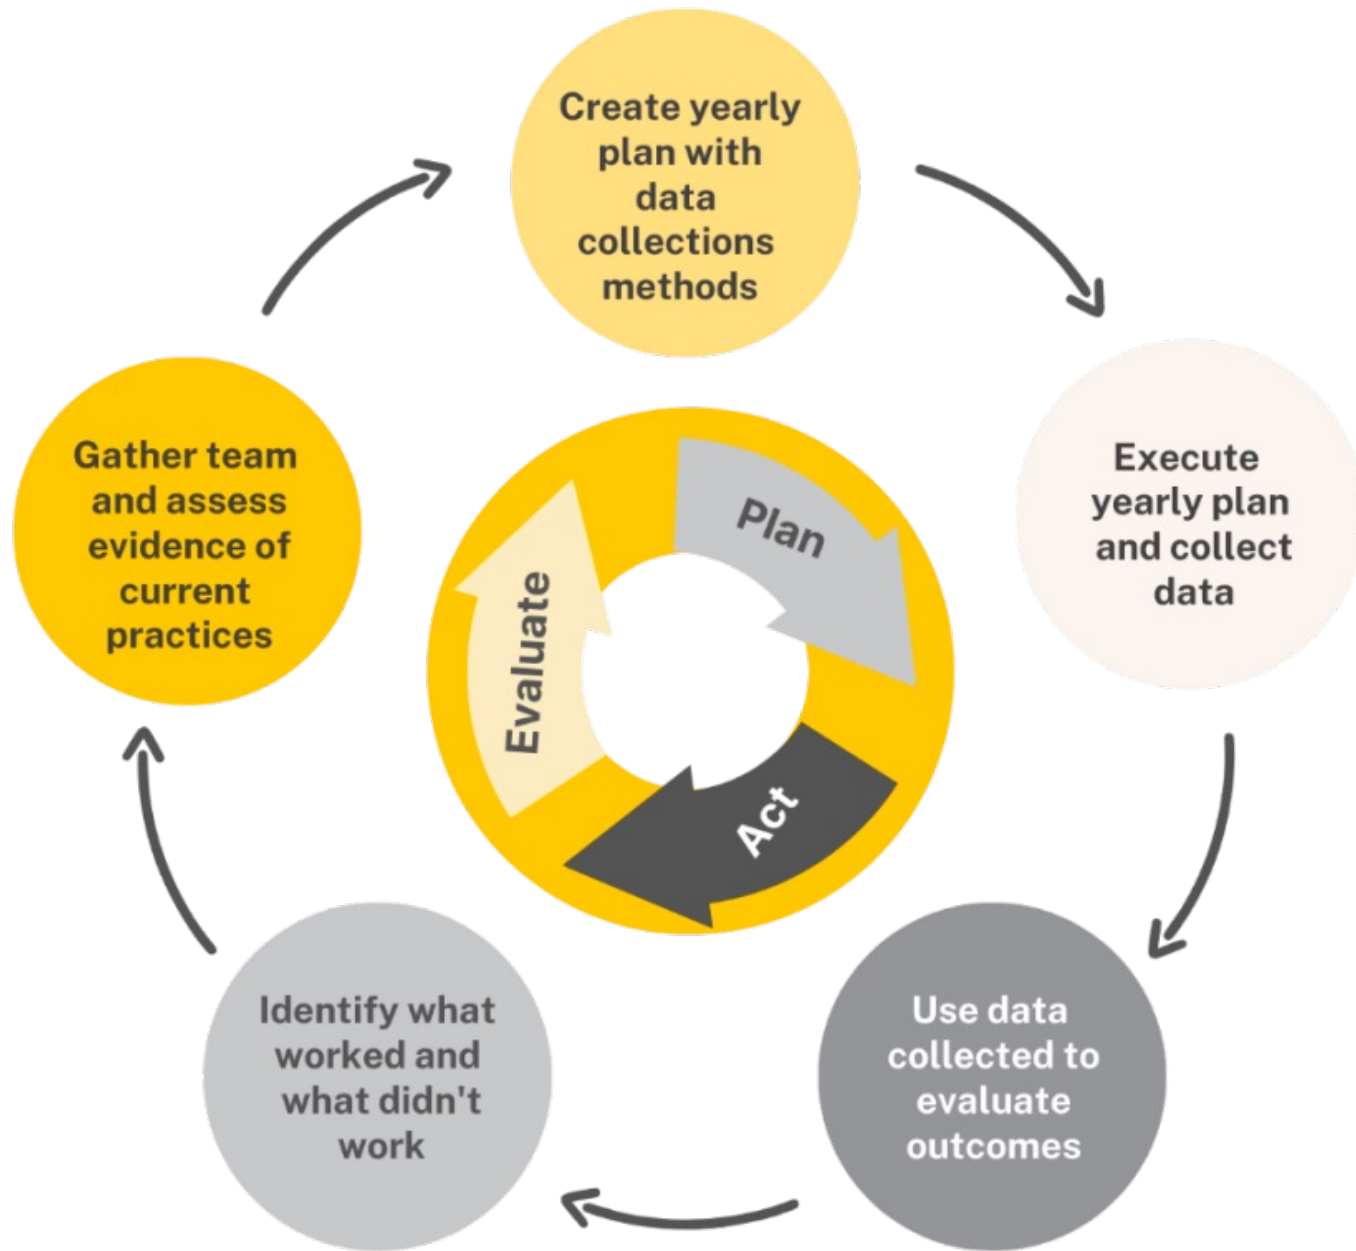 Create yearly
plan with
data
collections
methods
Execute
yearly plan
and collect
data
Use data
collected to
evaluate
outcomes
Identify what
worked and
what didn't
work
Gather team
and assess
evidence of
current
practices
Plan
Act
Evaluate